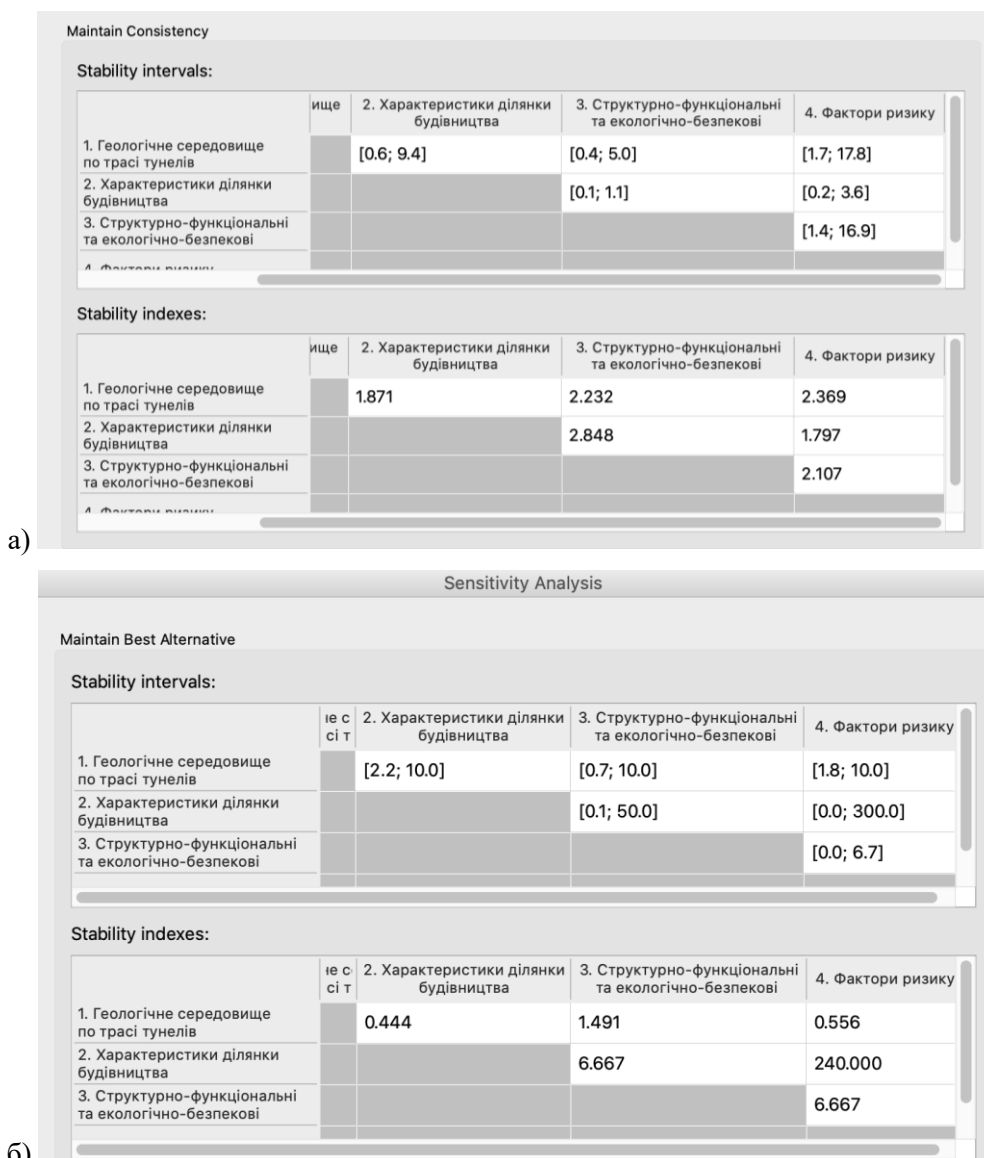 Maintain Consistency
Stability intervals:
ище 2. Характеристики ділянки будівництва 3. Структурно-функціональні та екологічно-безпекові 4. Фактори ризику
1. Геологічне середовище по трасі тунелів [0.6; 9.4] [0.4; 5.0] [1.7; 17.8]
2. Характеристики ділянки будівництва [0.1; 1.1] [0.2; 3.6]
3. Структурно-функціональні та екологічно-безпекові [1.4; 16.9]
4. Фактори ризику
Stability indexes:
ище 2. Характеристики ділянки будівництва 3. Структурно-функціональні та екологічно-безпекові 4. Фактори ризику
1. Геологічне середовище по трасі тунелів 1.871 2.232 2.369
2. Характеристики ділянки будівництва 2.848 1.797
3. Структурно-функціональні та екологічно-безпекові 2.107
4. Фактори ризику
а)
Sensitivity Analysis
Maintain Best Alternative
Stability intervals:
не с сі т 2. Характеристики ділянки будівництва 3. Структурно-функціональні та екологічно-безпекові 4. Фактори ризику
1. Геологічне середовище по трасі тунелів [2.2; 10.0] [0.7; 10.0] [1.8; 10.0]
2. Характеристики ділянки будівництва [0.1; 50.0] [0.0; 300.0]
3. Структурно-функціональні та екологічно-безпекові [0.0; 6.7]
Stability indexes:
не с сі т 2. Характеристики ділянки будівництва 3. Структурно-функціональні та екологічно-безпекові 4. Фактори ризику
1. Геологічне середовище по трасі тунелів 0.444 1.491 0.556
2. Характеристики ділянки будівництва 6.667 240.000
3. Структурно-функціональні та екологічно-безпекові 6.667
б)